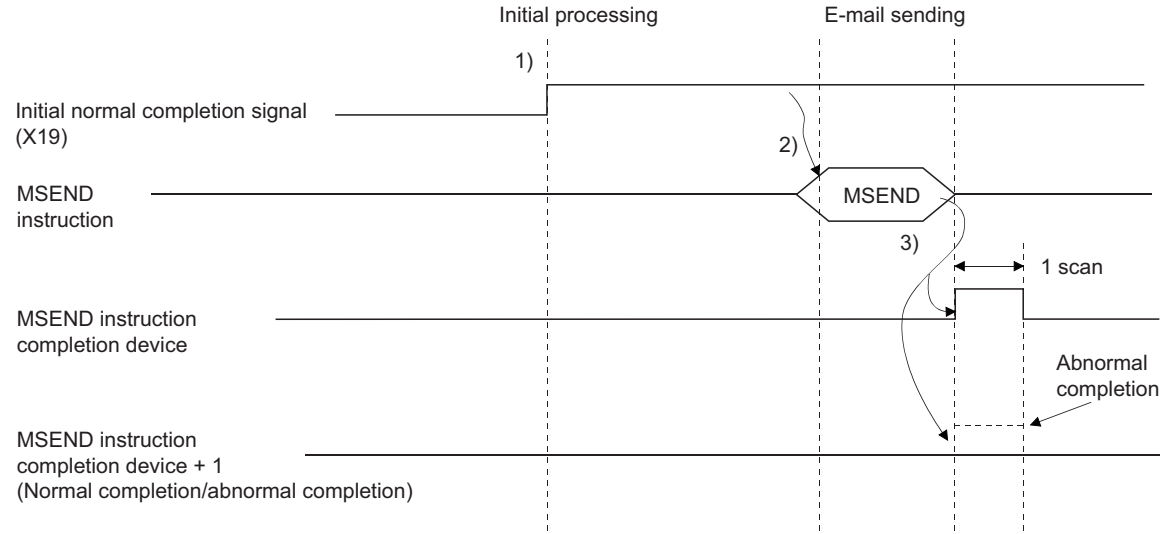 Initial processing
E-mail sending
1)
Initial normal completion signal
(X19)
2)
MSEND
instruction
MSEND
3)
1 scan
MSEND instruction
completion device
Abnormal
completion
MSEND instruction
completion device + 1
(Normal completion/abnormal completion)